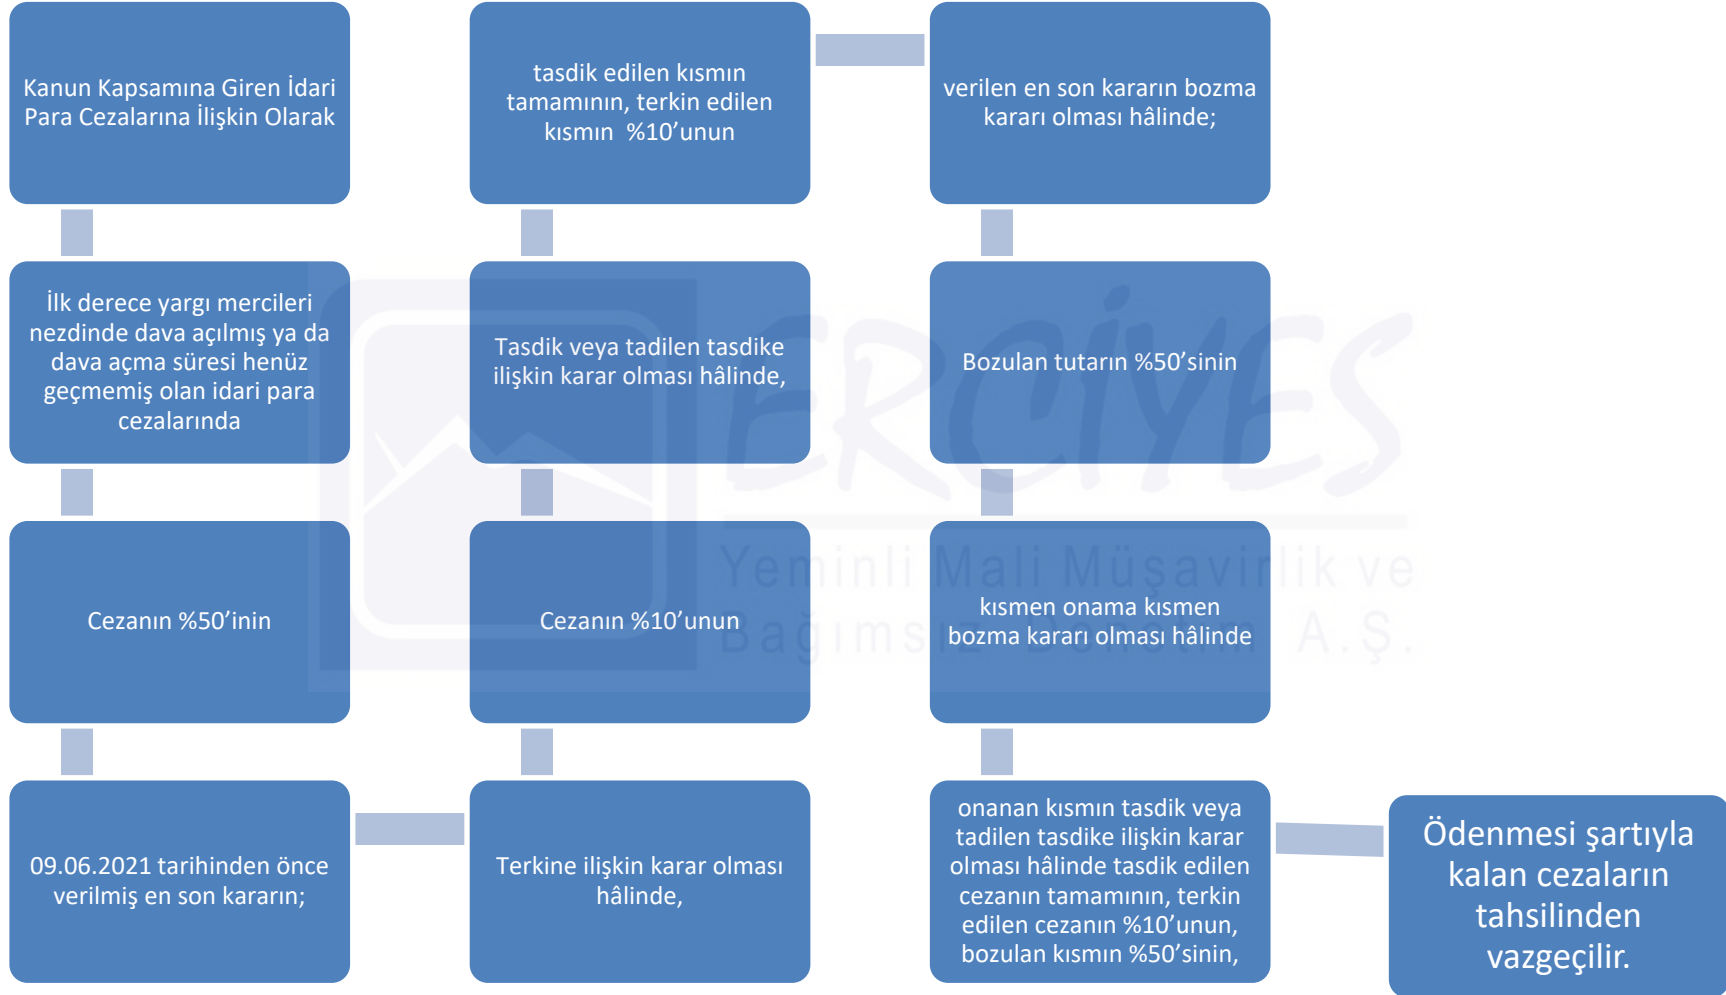 Kanun Kapsamına Giren İdari
Para Cezalarına İlişkin Olarak
İlk derece yargı mercileri
nezdinde dava açılmış ya da
dava açma süresi henüz
geçmemiş olan idari para
cezalarında
Cezanın %50’inin
09.06.2021 tarihinden önce
verilmiş en son kararın;
Terkine ilişkin karar olması
hâlinde,
Cezanın %10’unun
Tasdik veya tadilen tasdike
ilişkin karar olması hâlinde,
tasdik edilen kısmın
tamamının, terkin edilen
kısmın %10’unun
verilen en son kararın bozma
kararı olması hâlinde;
Bozulan tutarın %50’sinin
kısmen onama kısmen
bozma kararı olması hâlinde
onanan kısmın tasdik veya
tadilen tasdike ilişkin karar
olması hâlinde tasdik edilen
cezanın tamamının, terkin
edilen cezanın %10’unun,
bozulan kısmın %50’sinin,
Ödenmesi şartıyla
kalan cezaların
tahsilinden
vazgeçilir.
ERCİYES
Yeminli Mali Müşavirlik ve
Bağımsız Denetim A.Ş.